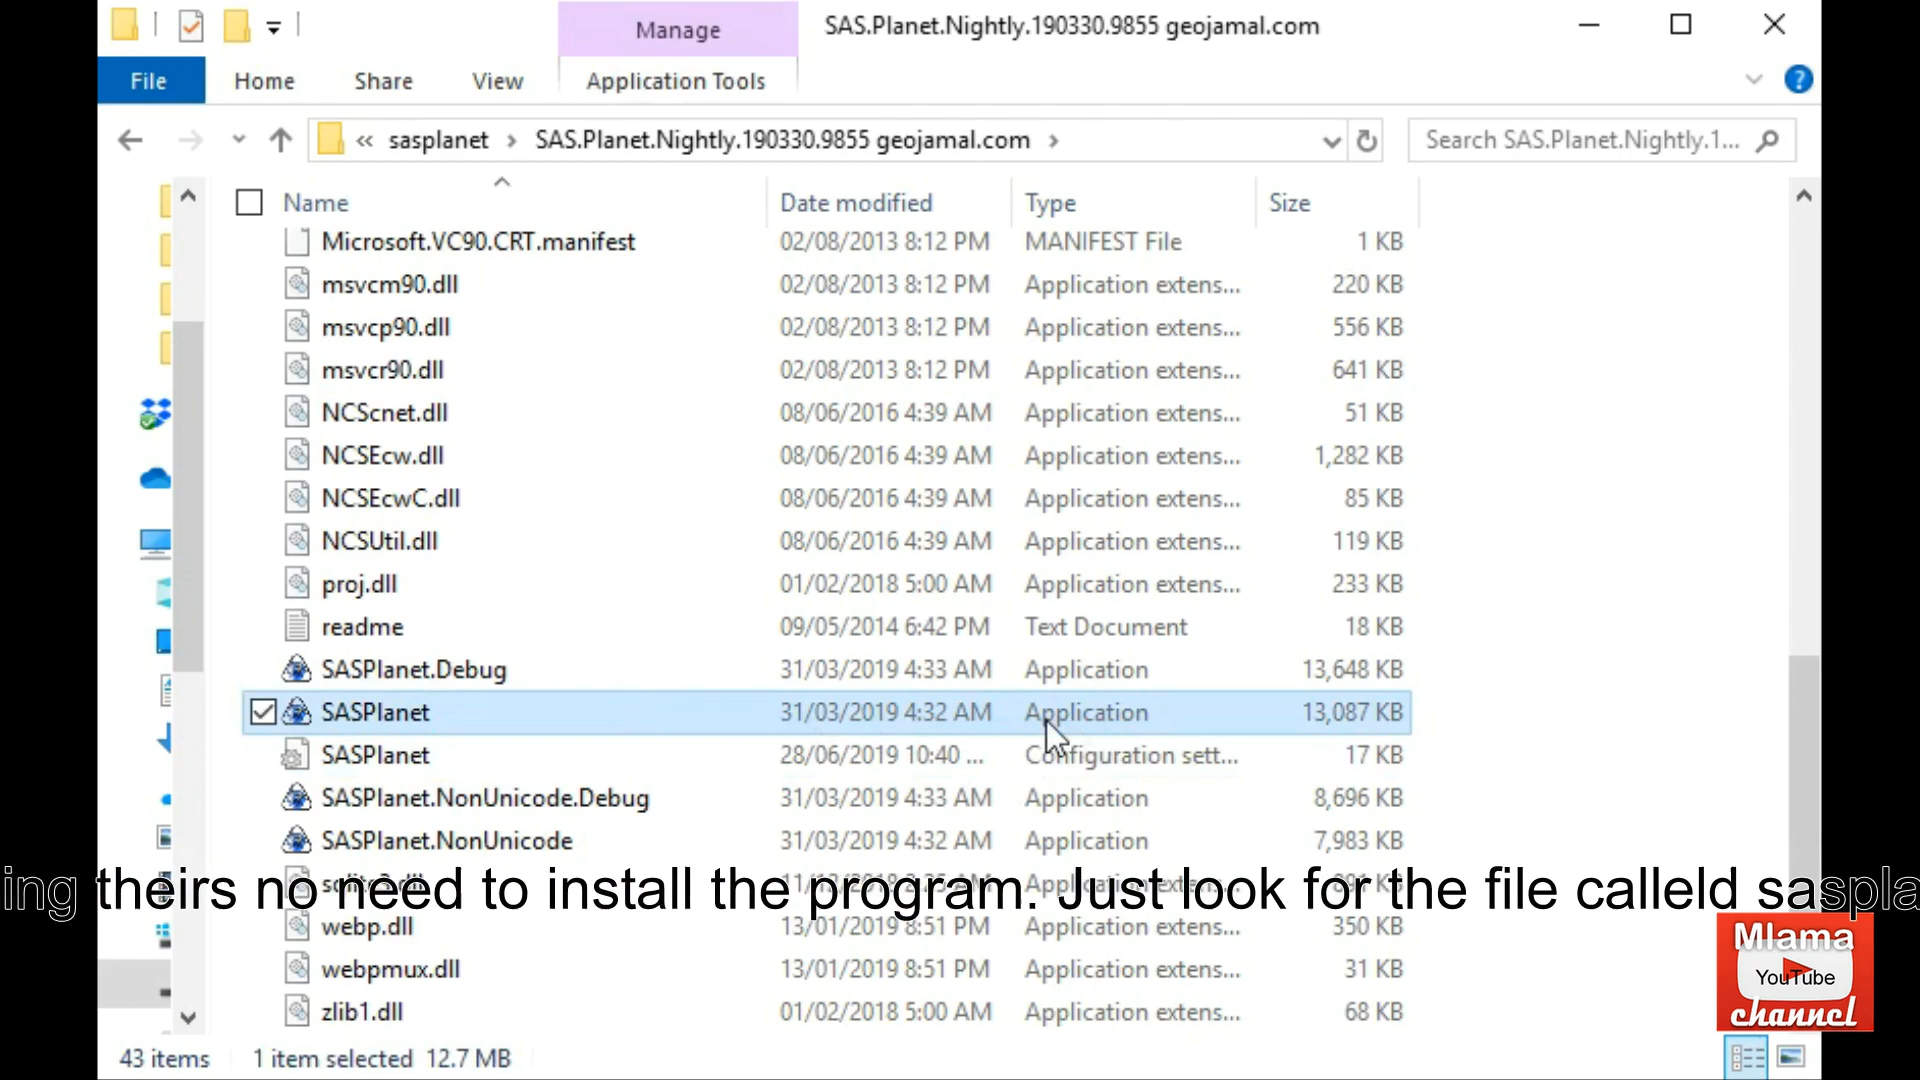 Manage
SAS.Planet.Nightly.190330.9855 geojamal.com
File Home Share View Application Tools
« sasplanet › SAS.Planet.Nightly.190330.9855 geojamal.com ›
Search SAS.Planet.Nightly.1...
Name Date modified Type Size
Microsoft.VC90.CRT.manifest 02/08/2013 8:12 PM MANIFEST File 1 KB
msvcm90.dll 02/08/2013 8:12 PM Application extens... 220 KB
msvcp90.dll 02/08/2013 8:12 PM Application extens... 556 KB
msvcr90.dll 02/08/2013 8:12 PM Application extens... 641 KB
NCScnet.dll 08/06/2016 4:39 AM Application extens... 51 KB
NCSEcw.dll 08/06/2016 4:39 AM Application extens... 1,282 KB
NCSEcwC.dll 08/06/2016 4:39 AM Application extens... 85 KB
NCSUtil.dll 08/06/2016 4:39 AM Application extens... 119 KB
proj.dll 01/02/2018 5:00 AM Application extens... 233 KB
readme 09/05/2014 6:42 PM Text Document 18 KB
SASPlanet.Debug 31/03/2019 4:33 AM Application 13,648 KB
SASPlanet 31/03/2019 4:32 AM Application 13,087 KB
SASPlanet 28/06/2019 10:40 ... Configuration sett... 17 KB
SASPlanet.NonUnicode.Debug 31/03/2019 4:33 AM Application 8,696 KB
SASPlanet.NonUnicode 31/03/2019 4:32 AM Application 7,983 KB
ing theirs no need to install the program. Just look for the file calleld saspla
webp.dll 13/01/2019 8:51 PM Application extens... 350 KB
webpmux.dll 13/01/2019 8:51 PM Application extens... 31 KB
zlib1.dll 01/02/2018 5:00 AM Application extens... 68 KB
Mlama
YouTube
channel
43 items 1 item selected 12.7 MB